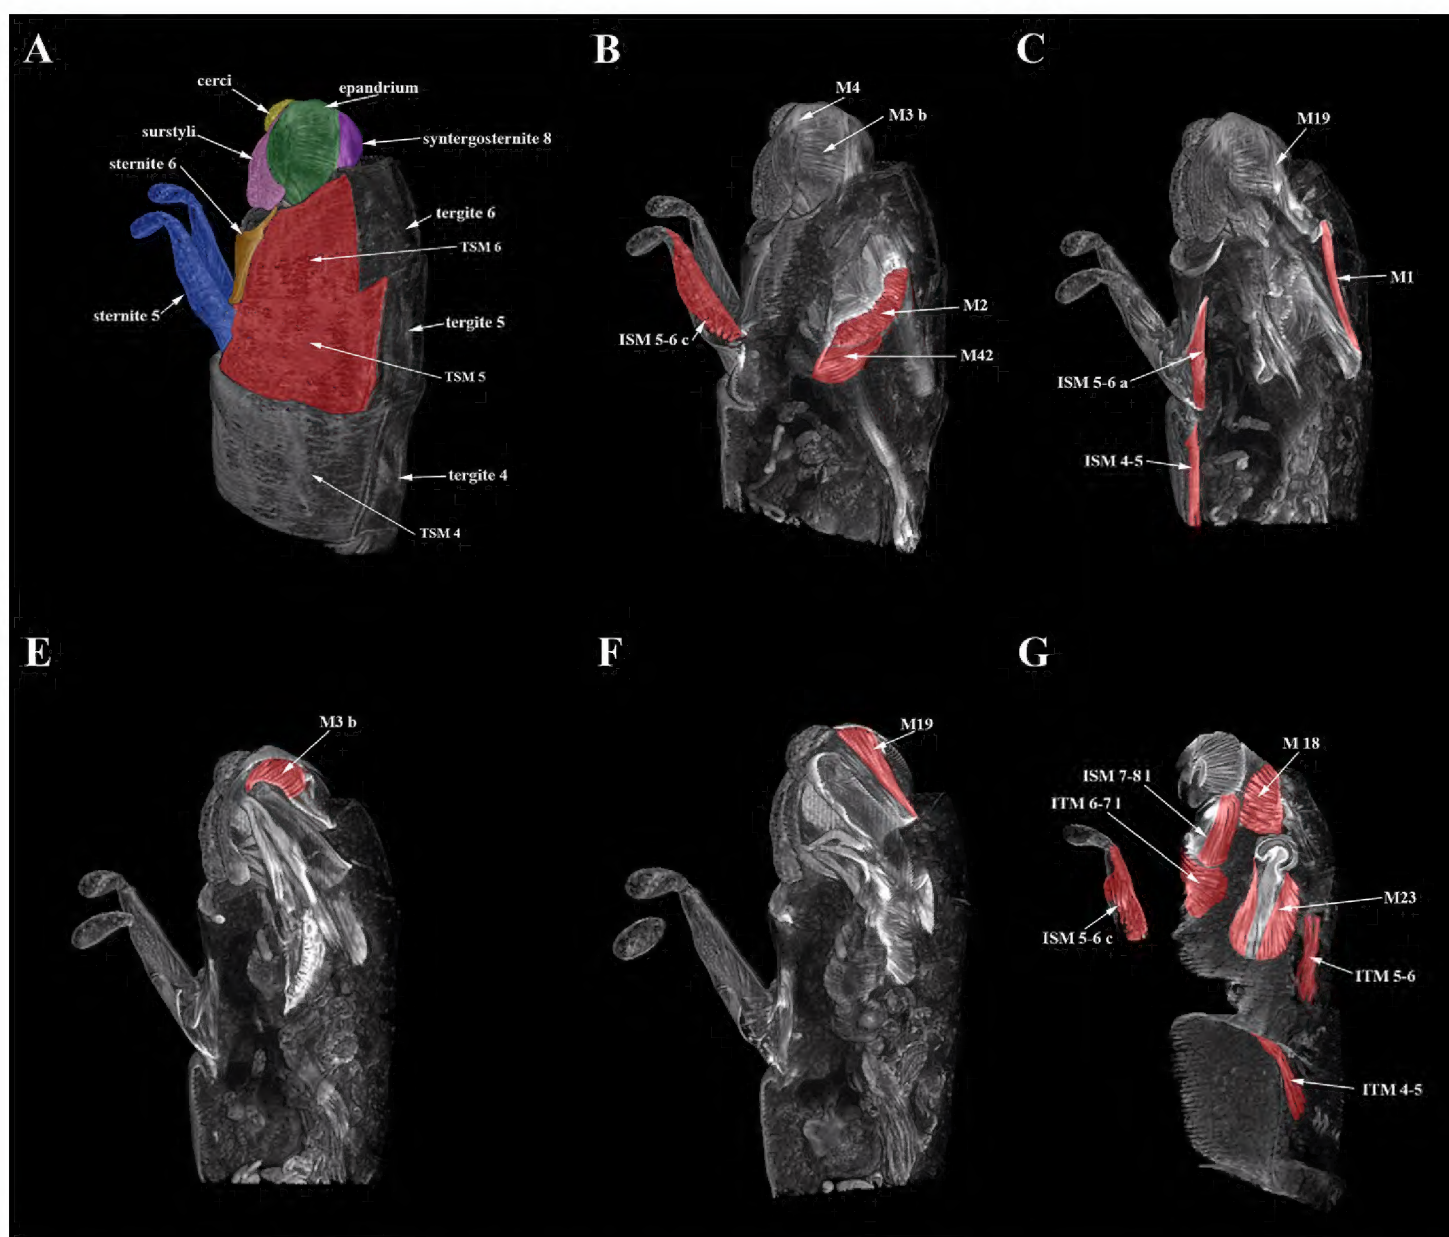 A
cerci
epandrium
surstyli
syntergosternite 8
sternite 6
tergite 6
TSM 6
sternite 5
tergite 5
TSM 5
tergite 4
TSM 4
B
M4
M3 b
ISM 5-6 c
M2
M42
C
M19
M1
ISM 5-6 a
ISM 4-5
E
M3 b
F
M19
G
M 18
ISM 7-8 l
ITM 6-7 l
M23
ISM 5-6 c
ITM 5-6
ITM 4-5